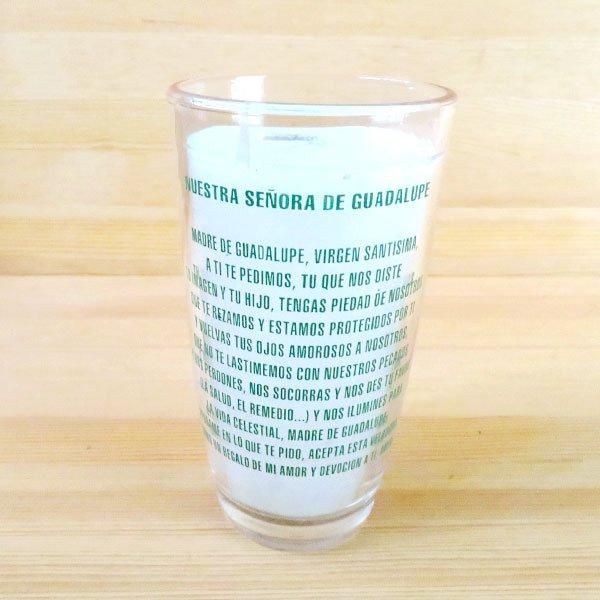 NUESTRA SEÑORA DE GUADALUPE
MADRE DE GUADALUPE, VIRGEN SANTISIMA,
A TI TE PEDIMOS, TU QUE NOS DISTE
IMAGEN Y TU HIJO, TENGAS PIEDAD DE NOSOTROS
QUE TE REZAMOS Y ESTAMOS PROTEGIDOS POR TI
Y VUELVAS TUS OJOS AMOROSOS A NOSOTROS
QUE NO TE LASTIMEMOS CON NUESTROS PECADOS
PERDONES, NOS SOCORRAS Y NOS DES TU
(LA SALUD, EL REMEDIO...) Y NOS ILUMINES PARA
LA VIDA CELESTIAL, MADRE DE GUADALUPE
EN LO QUE TE PIDO, ACEPTA ESTA
UN REGALO DE MI AMOR Y DEVOCION A TI,